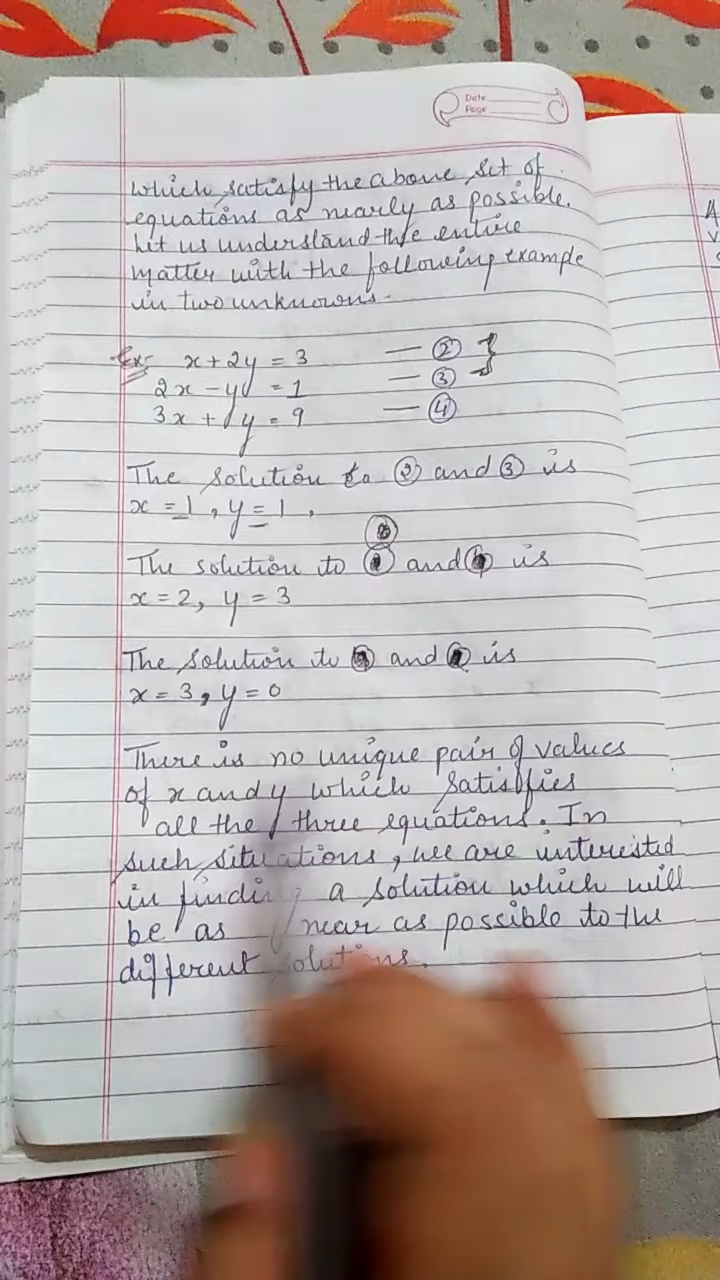 Date
Page
which satisfy the above set of
equations as nearly as possible.
Let us understand the entire
matter with the following example
in two unknowns.
Ex- x + 2y = 3 — ②
2x - y = 1 — ③
3x + y = 9 — ④
The solution to ② and ③ is
x = 1, y = 1,
The solution to and is
x = 2, y = 3
The solution to and is
x = 3, y = 0
There is no unique pair of values
of x and y which satisfies
all the three equations. In
such situations, we are interested
in finding a solution which will
be as near as possible to the
different solutions.